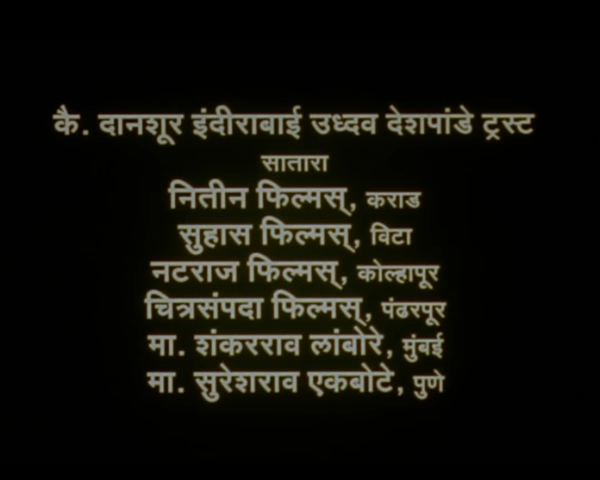 कै. दानशूर इंदीराबाई उध्दव देशपांडे ट्रस्ट
सातारा
नितीन फिल्मस्, कराड
सुहास फिल्मस्, विटा
नटराज फिल्मस्, कोल्हापूर
चित्रसंपदा फिल्मस्, पंढरपूर
मा. शंकरराव लांबोरे, मुंबई
मा. सुरेशराव एकबोटे, पुणे